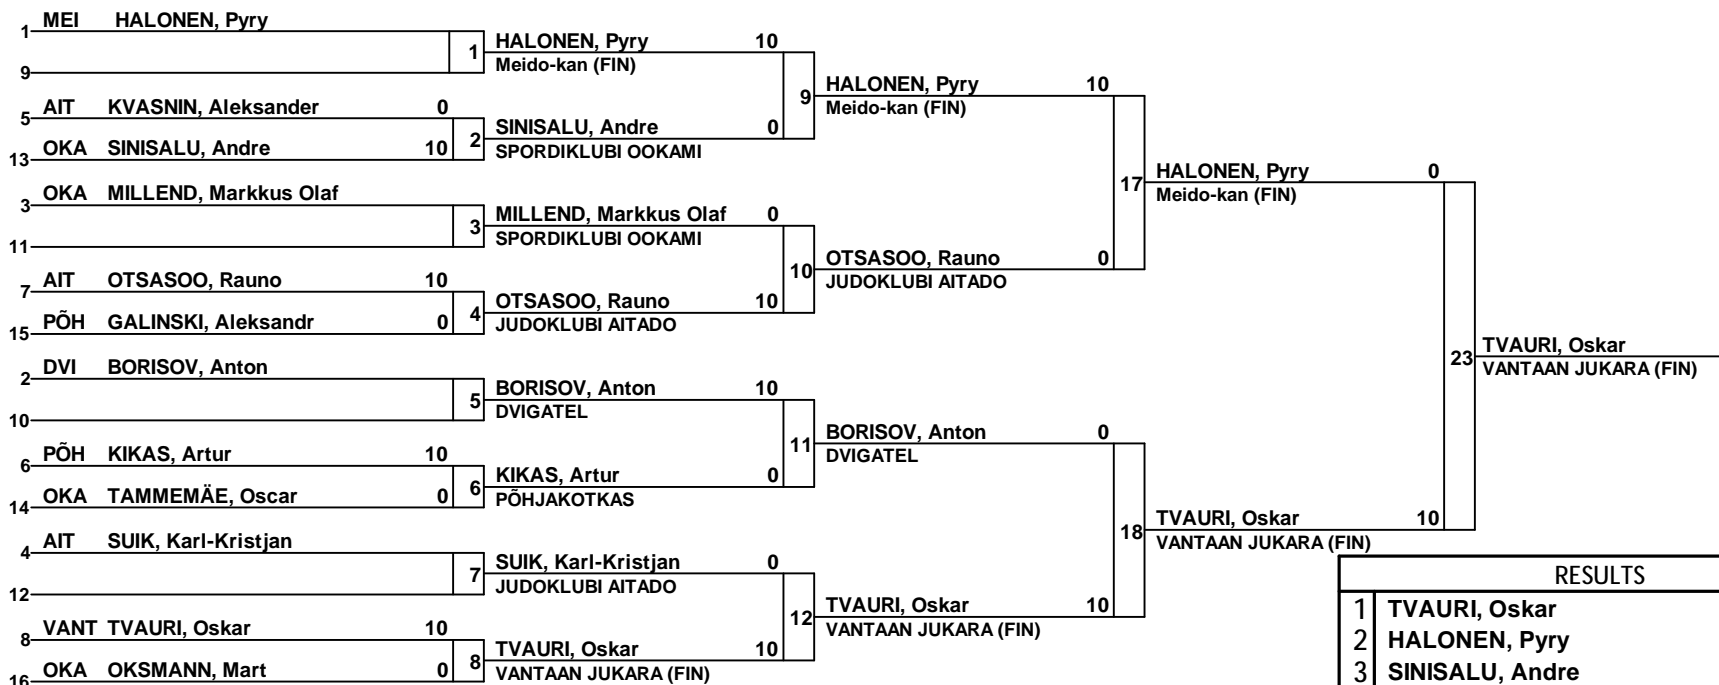 1 MEI HALONEN, Pyry
9
1 HALONEN, Pyry 10
Meido-kan (FIN)
5 AIT KVASNIN, Aleksander 0
13 OKA SINISALU, Andre 10
2 SINISALU, Andre 0
SPORDIKLUBI OOKAMI
9 HALONEN, Pyry 10
Meido-kan (FIN)
3 OKA MILLEND, Markkus Olaf
11
3 MILLEND, Markkus Olaf 0
SPORDIKLUBI OOKAMI
7 AIT OTSASOO, Rauno 10
15 PÕH GALINSKI, Aleksandr 0
4 OTSASOO, Rauno 10
JUDOKLUBI AITADO
10 OTSASOO, Rauno 0
JUDOKLUBI AITADO
17 HALONEN, Pyry 0
Meido-kan (FIN)
2 DVI BORISOV, Anton
10
5 BORISOV, Anton 10
DVIGATEL
6 PÕH KIKAS, Artur 10
14 OKA TAMMEMÄE, Oscar 0
6 KIKAS, Artur 0
PÕHJAKOTKAS
11 BORISOV, Anton 0
DVIGATEL
4 AIT SUIK, Karl-Kristjan
12
7 SUIK, Karl-Kristjan 0
JUDOKLUBI AITADO
8 VANT TVAURI, Oskar 10
16 OKA OKSMANN, Mart 0
8 TVAURI, Oskar 10
VANTAAN JUKARA (FIN)
12 TVAURI, Oskar 10
VANTAAN JUKARA (FIN)
18 TVAURI, Oskar 10
VANTAAN JUKARA (FIN)
23 TVAURI, Oskar
VANTAAN JUKARA (FIN)
RESULTS
1 TVAURI, Oskar
2 HALONEN, Pyry
3 SINISALU, Andre